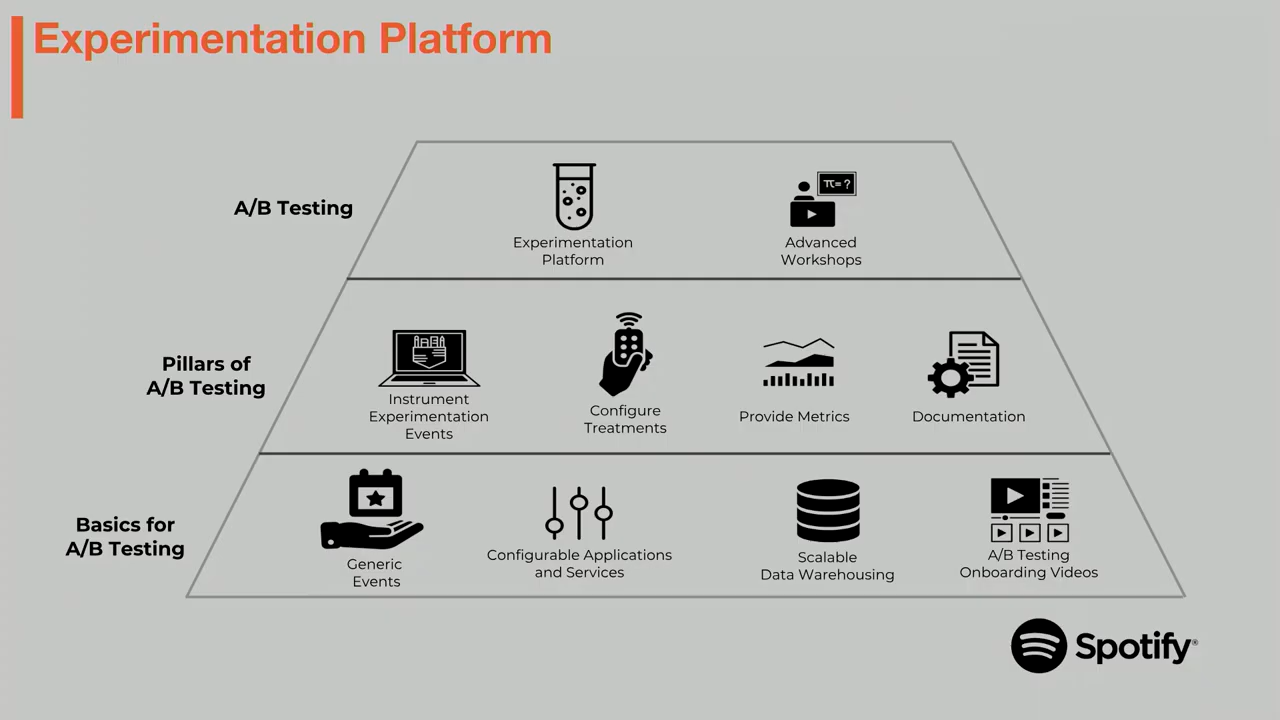 Experimentation Platform
A/B Testing
π= ?
Experimentation
Platform
Advanced
Workshops
Pillars of
A/B Testing
Instrument
Experimentation
Events
Configure
Treatments
Provide Metrics
Documentation
Basics for
A/B Testing
Generic
Events
Configurable Applications
and Services
Scalable
Data Warehousing
A/B Testing
Onboarding Videos
Spotify®